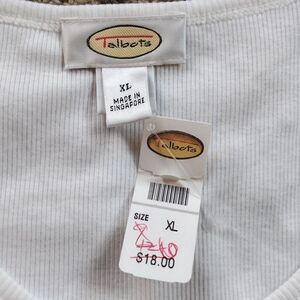 Talbots
XL
MADE IN
SINGAPORE
Talbots
SIZE XL
$18.00